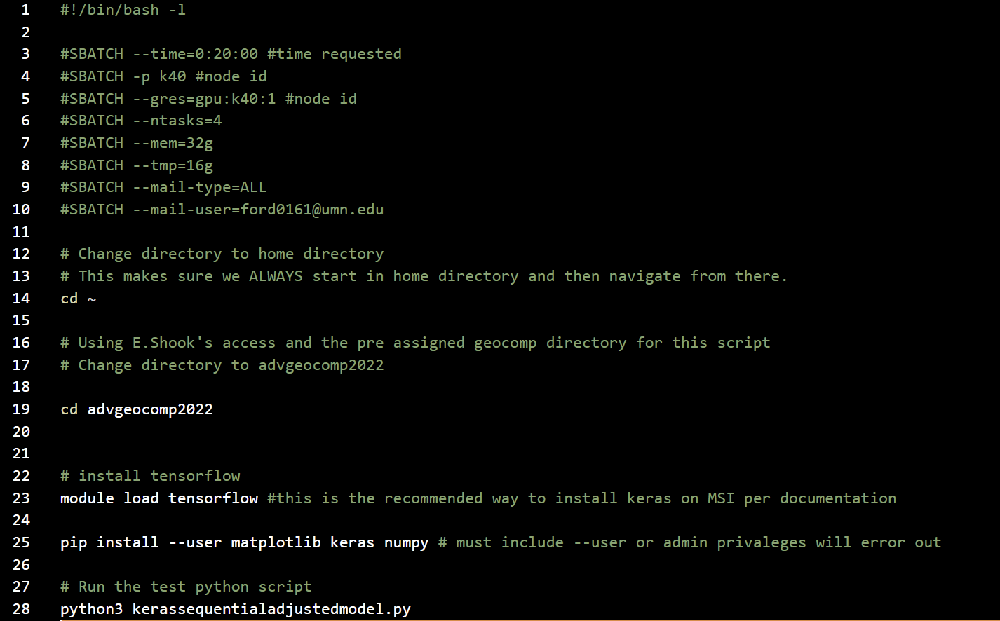 1 #!/bin/bash -l
2
3 #SBATCH --time=0:20:00 #time requested
4 #SBATCH -p k40 #node id
5 #SBATCH --gres=gpu:k40:1 #node id
6 #SBATCH --ntasks=4
7 #SBATCH --mem=32g
8 #SBATCH --tmp=16g
9 #SBATCH --mail-type=ALL
10 #SBATCH --mail-user=ford0161@umn.edu
11
12 # Change directory to home directory
13 # This makes sure we ALWAYS start in home directory and then navigate from there.
14 cd ~
15
16 # Using E.Shook's access and the pre assigned geocomp directory for this script
17 # Change directory to advgeocomp2022
18
19 cd advgeocomp2022
20
21
22 # install tensorflow
23 module load tensorflow #this is the recommended way to install keras on MSI per documentation
24
25 pip install --user matplotlib keras numpy # must include --user or admin privaleges will error out
26
27 # Run the test python script
28 python3 kerassequentialadjustedmodel.py